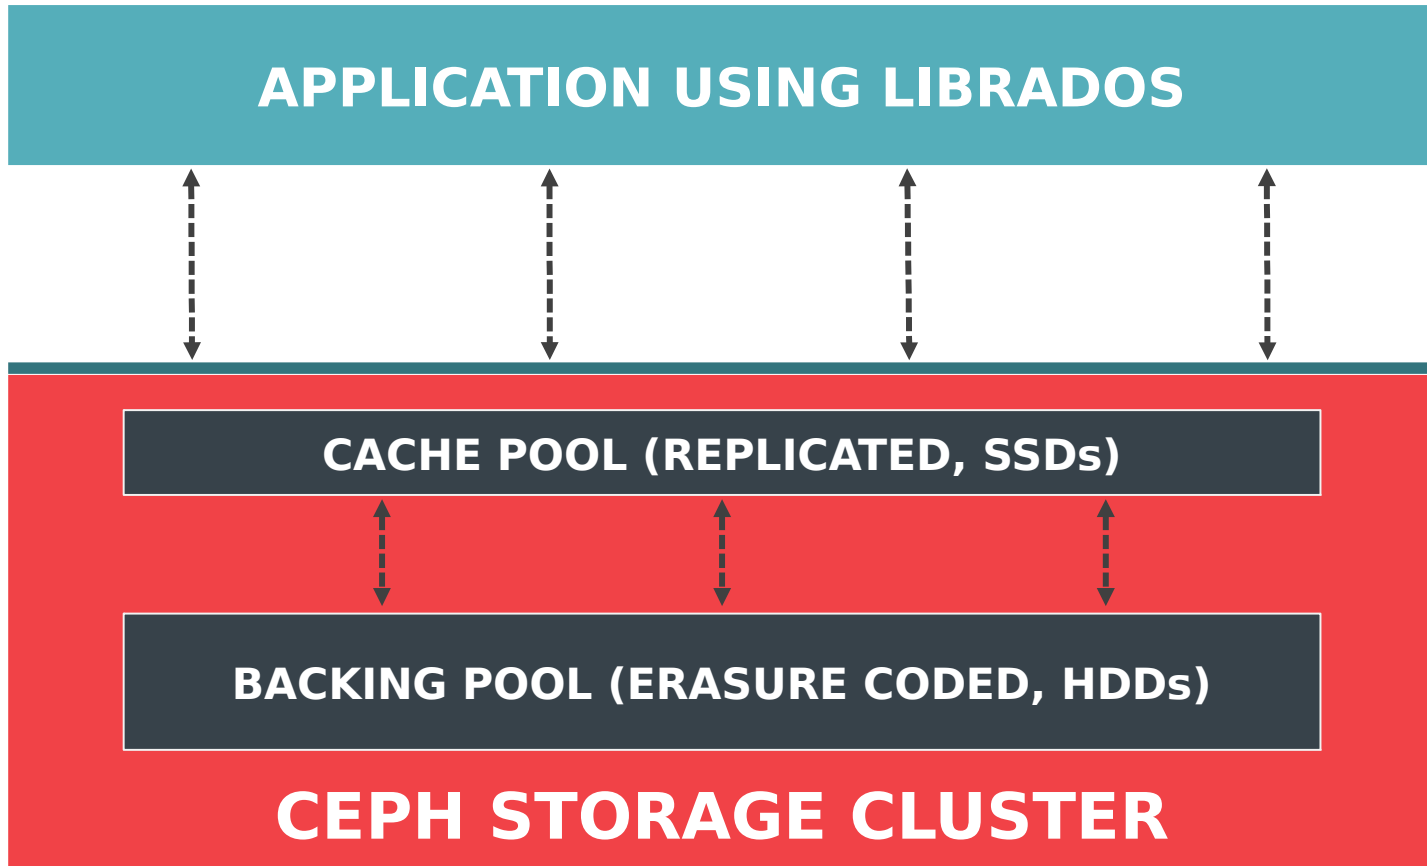 APPLICATION USING LIBRADOS
CACHE POOL (REPLICATED, SSDs)
BACKING POOL (ERASURE CODED, HDDs)
CEPH STORAGE CLUSTER